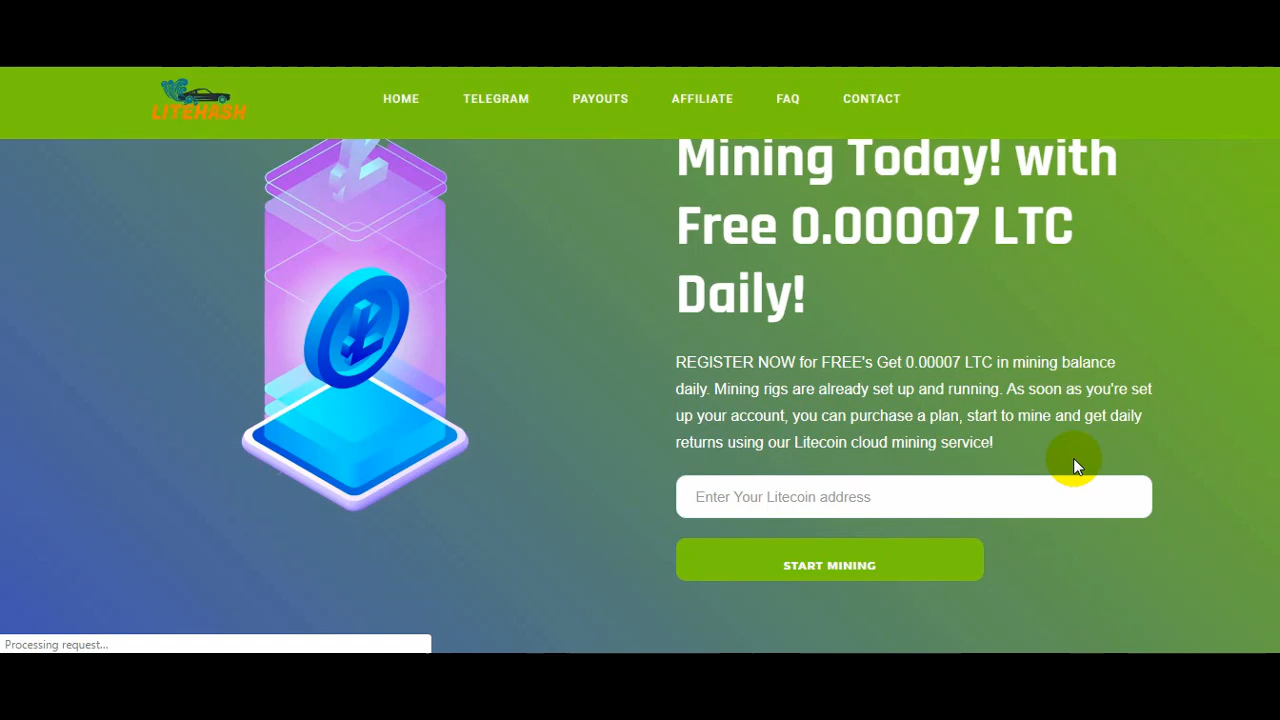 LITEHASH
HOME TELEGRAM PAYOUTS AFFILIATE FAQ CONTACT
Mining Today! with
Free 0.00007 LTC
Daily!
REGISTER NOW for FREE's Get 0.00007 LTC in mining balance
daily. Mining rigs are already set up and running. As soon as you're set
up your account, you can purchase a plan, start to mine and get daily
returns using our Litecoin cloud mining service!
Enter Your Litecoin address
START MINING
Processing request...